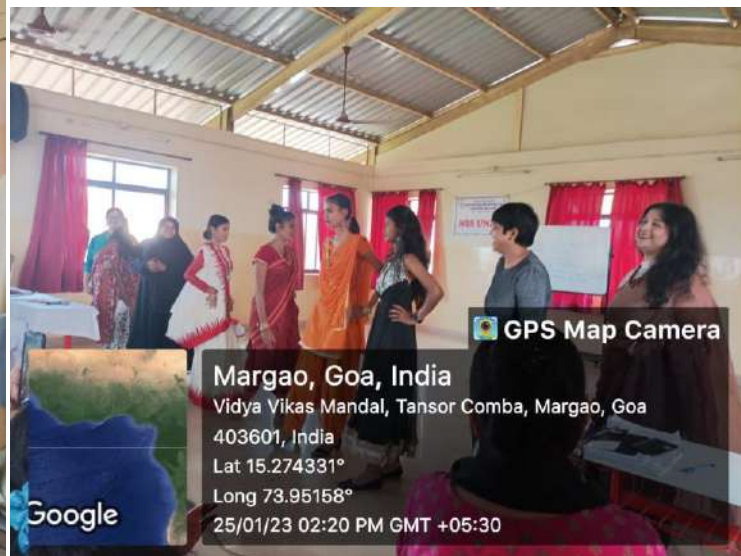 GPS Map Camera
Margao, Goa, India
Vidya Vikas Mandal, Tansor Comba, Margao, Goa
403601, India
Lat 15.274331°
Long 73.95158°
25/01/23 02:20 PM GMT +05:30
Google